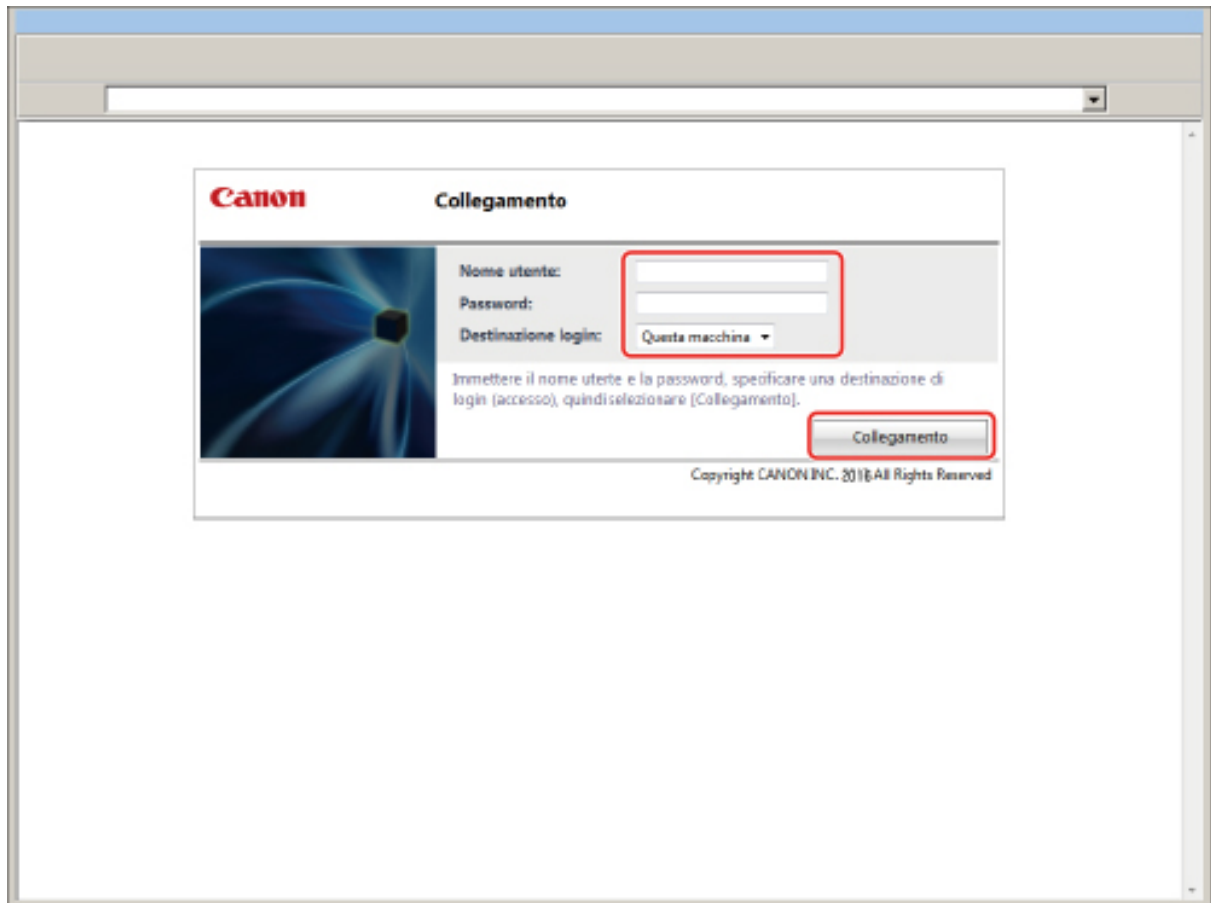 Canon
Collegamento
Nome utente:
Password:
Destinazione login: Questa macchina
Immettere il nome utente e la password, specificare una destinazione di
login (accesso), quindi selezionare [Collegamento].
Collegamento
Copyright CANON INC. 2016 All Rights Reserved